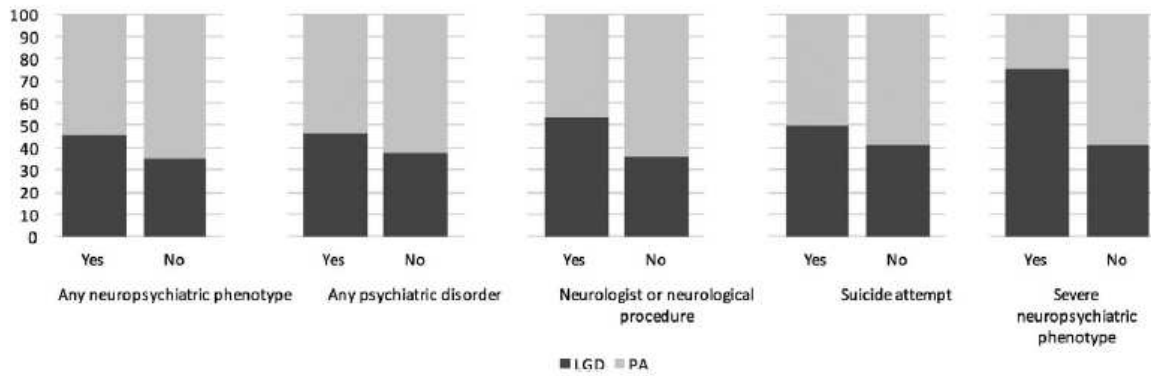 100
90
80
70
60
50
40
30
20
10
0
Yes No Yes No Yes No Yes No Yes No
Any neuropsychiatric phenotype Any psychiatric disorder Neurologist or neurological Suicide attempt Severe
procedure neuropsychiatric
phenotype
LGD PA